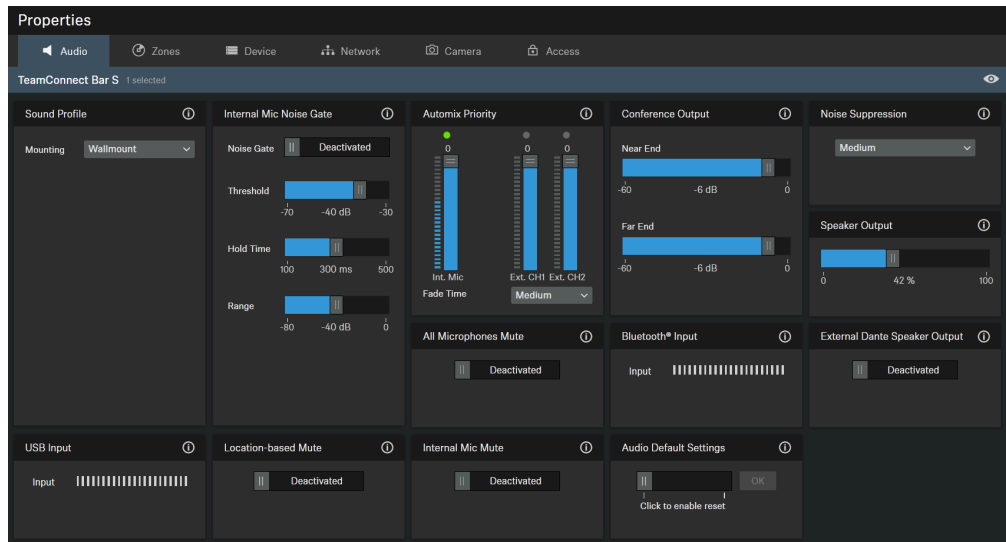 Properties
Audio
Zones
Device
Network
Camera
Access
TeamConnect Bar S 1 selected
Sound Profile
Mounting Wallmount
Internal Mic Noise Gate
Noise Gate Deactivated
Threshold
-70 -40 dB -30
Hold Time
100 300 ms 500
Range
-80 -40 dB 0
Automix Priority
0 0 0
Int. Mic Ext. CH1 Ext. CH2
Fade Time Medium
Conference Output
Near End
-60 -6 dB 0
Far End
-60 -6 dB 0
Noise Suppression
Medium
Speaker Output
0 42 % 100
All Microphones Mute
Deactivated
Bluetooth® Input
Input
External Dante Speaker Output
Deactivated
USB Input
Input
Location-based Mute
Deactivated
Internal Mic Mute
Deactivated
Audio Default Settings
OK
Click to enable reset